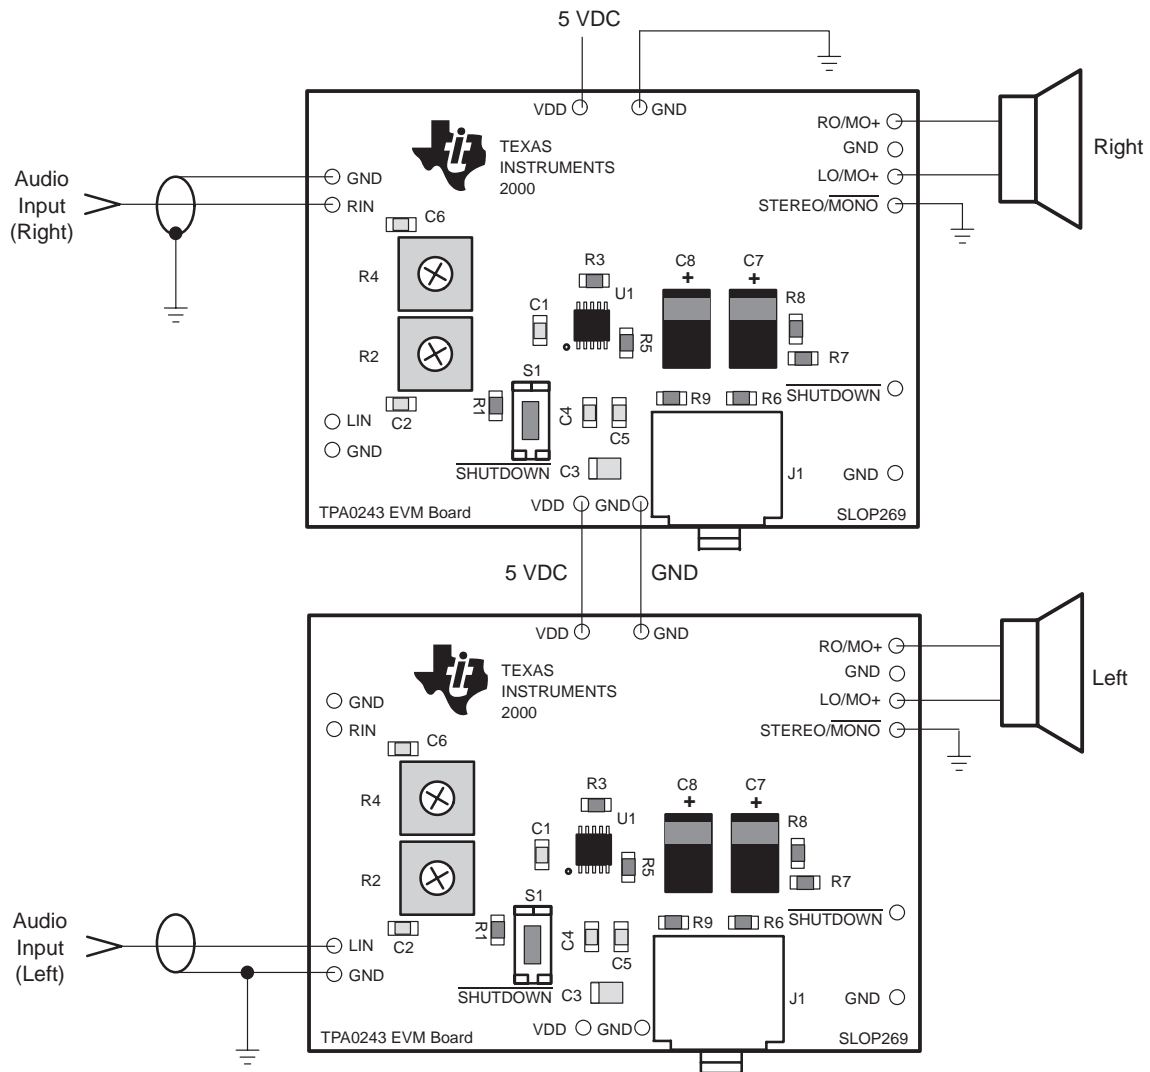 5 VDC
VDD
GND
TEXAS
INSTRUMENTS
2000
RO/MO+
GND
LO/MO+
STEREO/MONO
Right
Audio
Input
(Right)
GND
RIN
C6
R4
R2
C2
LIN
GND
R3
U1
C1
R5
C8
+
C7
+
R8
R7
S1
R1
SHUTDOWN
C4
C5
C3
R9
R6
SHUTDOWN
J1
GND
VDD
GND
TPA0243 EVM Board
SLOP269
5 VDC
GND
VDD
GND
TEXAS
INSTRUMENTS
2000
RO/MO+
GND
LO/MO+
STEREO/MONO
Left
GND
RIN
C6
R4
R2
C2
Audio
Input
(Left)
LIN
GND
R3
U1
C1
R5
C8
+
C7
+
R8
R7
S1
R1
SHUTDOWN
C4
C5
C3
R9
R6
SHUTDOWN
J1
GND
VDD
GND
TPA0243 EVM Board
SLOP269